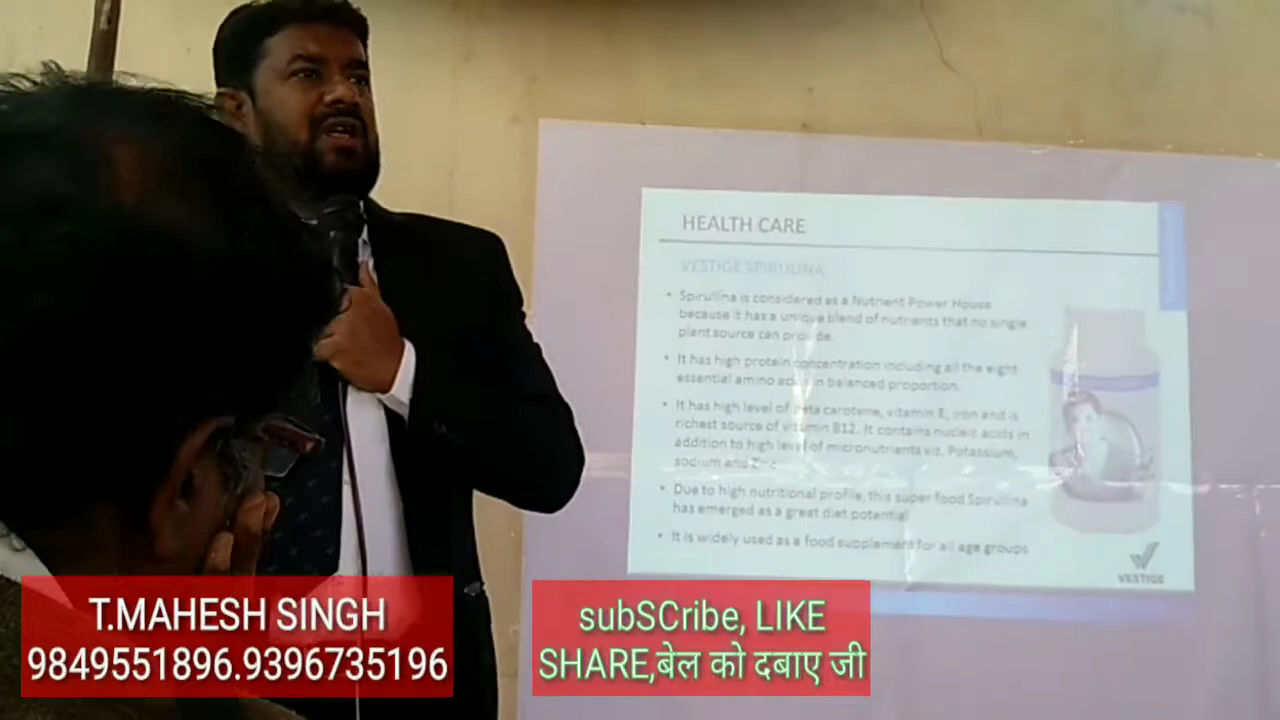 HEALTH CARE
VESTIGE SPIRULINA
• Spirulina is considered as a Nutrient Power House
because it has a unique blend of nutrients that no single
plant source can provide.
• It has high protein concentration including all the eight
essential amino acids in balanced proportion.
• It has high level of beta carotene, vitamin E, iron and is
richest source of vitamin B12. It contains nucleic acids in
addition to high level of micronutrients viz. Potassium,
sodium and Zinc
• Due to high nutritional profile, this super food Spirulina
has emerged as a great diet potential
• It is widely used as a food supplement for all age groups
VESTIGE
T.MAHESH SINGH
9849551896.9396735196
subSCribe, LIKE
SHARE,बेल को दबाए जी